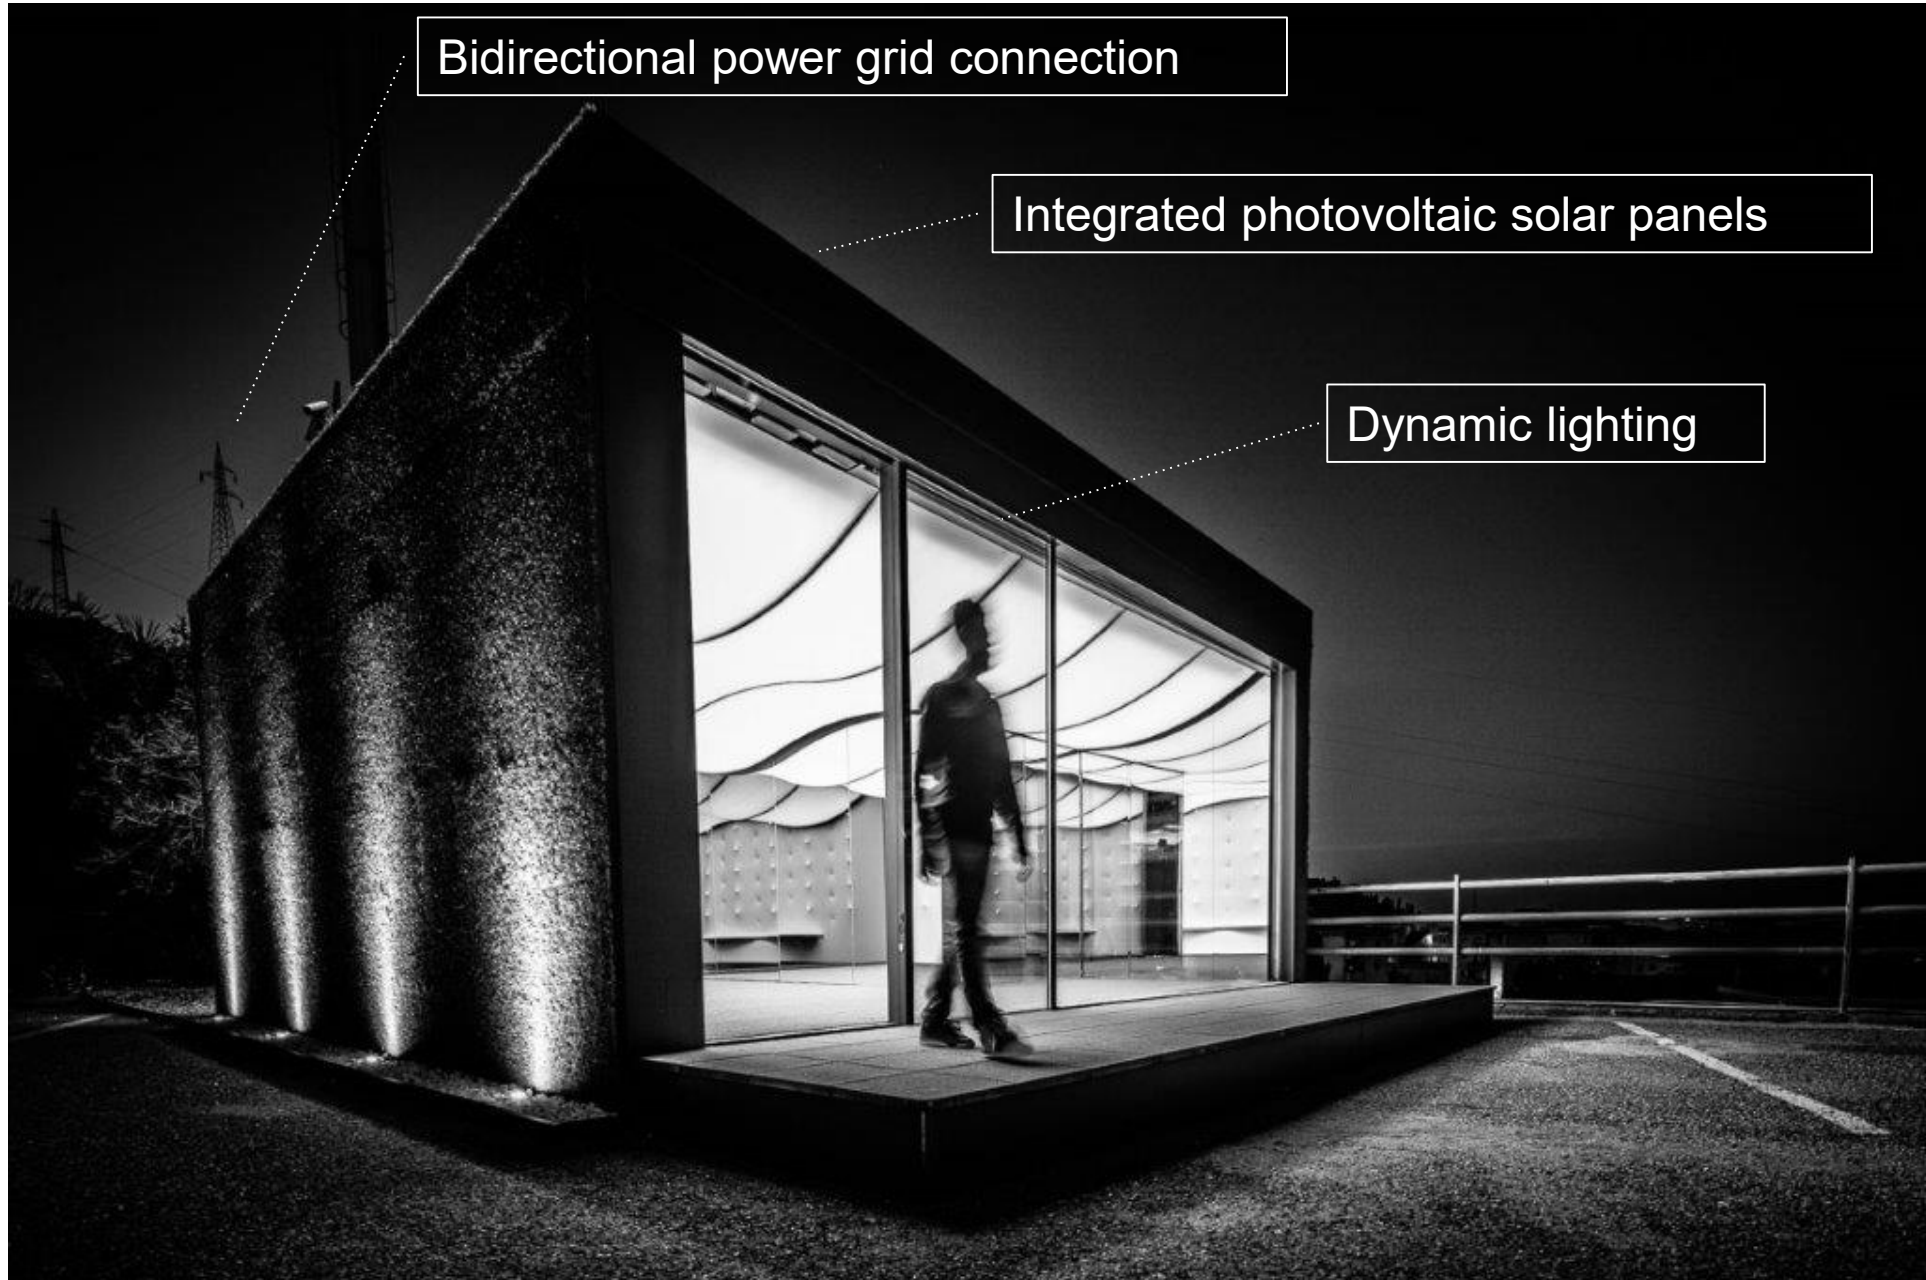 Bidirectional power grid connection
Integrated photovoltaic solar panels
Dynamic lighting